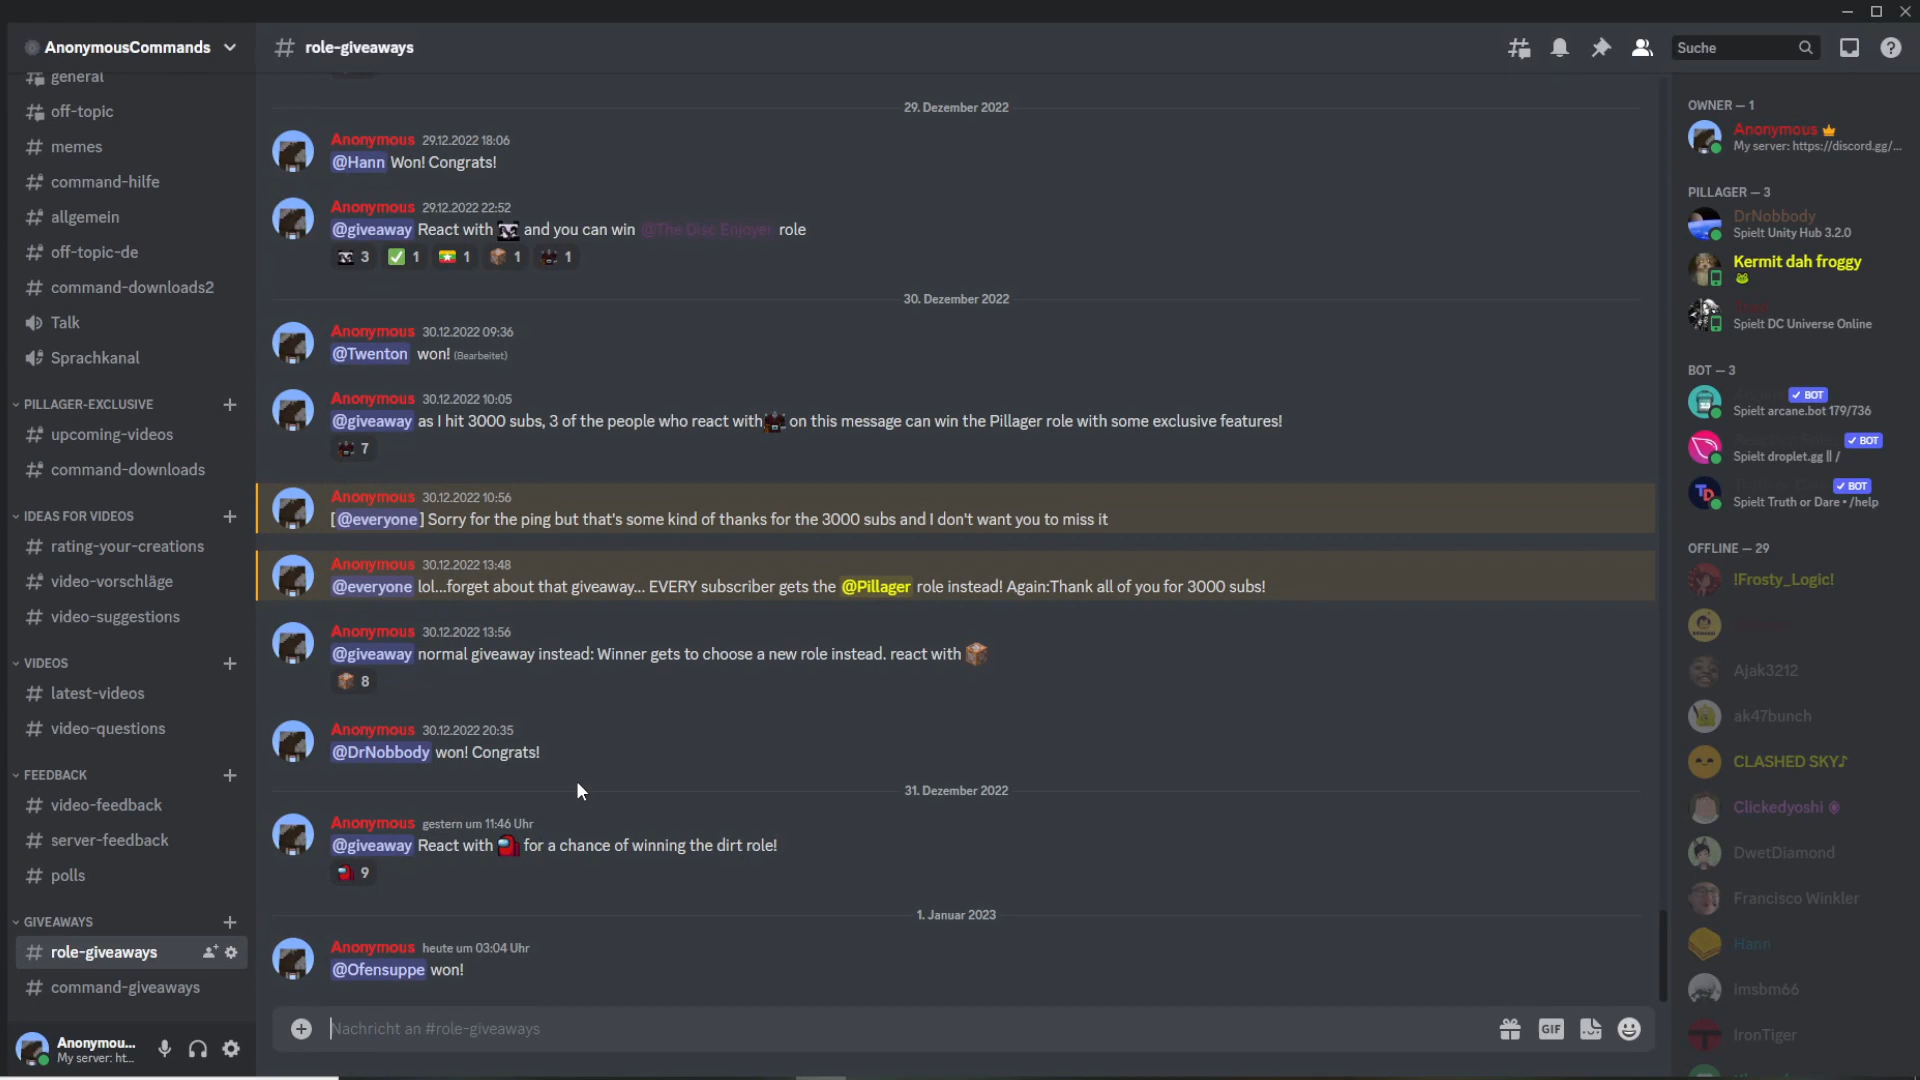 AnonymousCommands
general
off-topic
memes
command-hilfe
allgemein
off-topic-de
command-downloads2
Talk
Sprachkanal
PILLAGER-EXCLUSIVE
upcoming-videos
command-downloads
IDEAS FOR VIDEOS
rating-your-creations
video-vorschläge
video-suggestions
VIDEOS
latest-videos
video-questions
FEEDBACK
video-feedback
server-feedback
polls
GIVEAWAYS
role-giveaways
command-giveaways
Anonymou...
My server: ht...
role-giveaways
Suche
29. Dezember 2022
Anonymous 29.12.2022 18:06
@Hann Won! Congrats!
Anonymous 29.12.2022 22:52
@giveaway React with and you can win @The Disc Enjoyer role
3 1 1 1 1
30. Dezember 2022
Anonymous 30.12.2022 09:36
@Twenton won! (Bearbeitet)
Anonymous 30.12.2022 10:05
@giveaway as I hit 3000 subs, 3 of the people who react with on this message can win the Pillager role with some exclusive features!
7
Anonymous 30.12.2022 10:56
[@everyone] Sorry for the ping but that's some kind of thanks for the 3000 subs and I don't want you to miss it
Anonymous 30.12.2022 13:48
@everyone lol...forget about that giveaway... EVERY subscriber gets the @Pillager role instead! Again:Thank all of you for 3000 subs!
Anonymous 30.12.2022 13:56
@giveaway normal giveaway instead: Winner gets to choose a new role instead. react with
8
Anonymous 30.12.2022 20:35
@DrNobbody won! Congrats!
31. Dezember 2022
Anonymous gestern um 11:46 Uhr
@giveaway React with for a chance of winning the dirt role!
9
1. Januar 2023
Anonymous heute um 03:04 Uhr
@Ofensuppe won!
Nachricht an #role-giveaways
GIF
OWNER — 1
Anonymous
My server: https://discord.gg/...
PILLAGER — 3
DrNobbody
Spielt Unity Hub 3.2.0
Kermit dah froggy
Spielt DC Universe Online
BOT — 3
BOT
Spielt arcane.bot 179/736
BOT
Spielt droplet.gg || /
TD
BOT
Spielt Truth or Dare • /help
OFFLINE — 29
!Frosty_Logic!
Ajak3212
ak47bunch
CLASHED SKY♪
Clickedyoshi
DwetDiamond
Francisco Winkler
Hann
Imsbm66
IronTiger